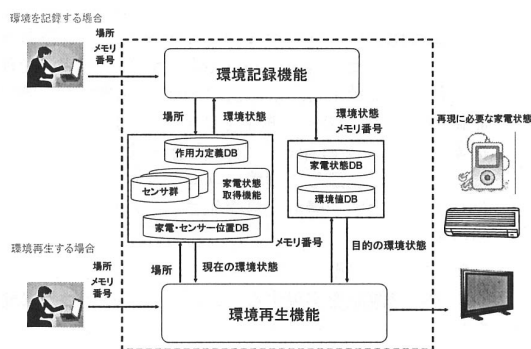 環境を記録する場合
場所
メモリ
番号
環境記録機能
場所
環境状態
環境状態
メモリ番号
再現に必要な家電状態
作用力定義DB
センサ群
家電状態
取得機能
家電・センサー位置DB
家電状態DB
環境値DB
環境再生する場合
場所
メモリ
番号
場所
現在の環境状態
メモリ番号
目的の環境状態
環境再生機能